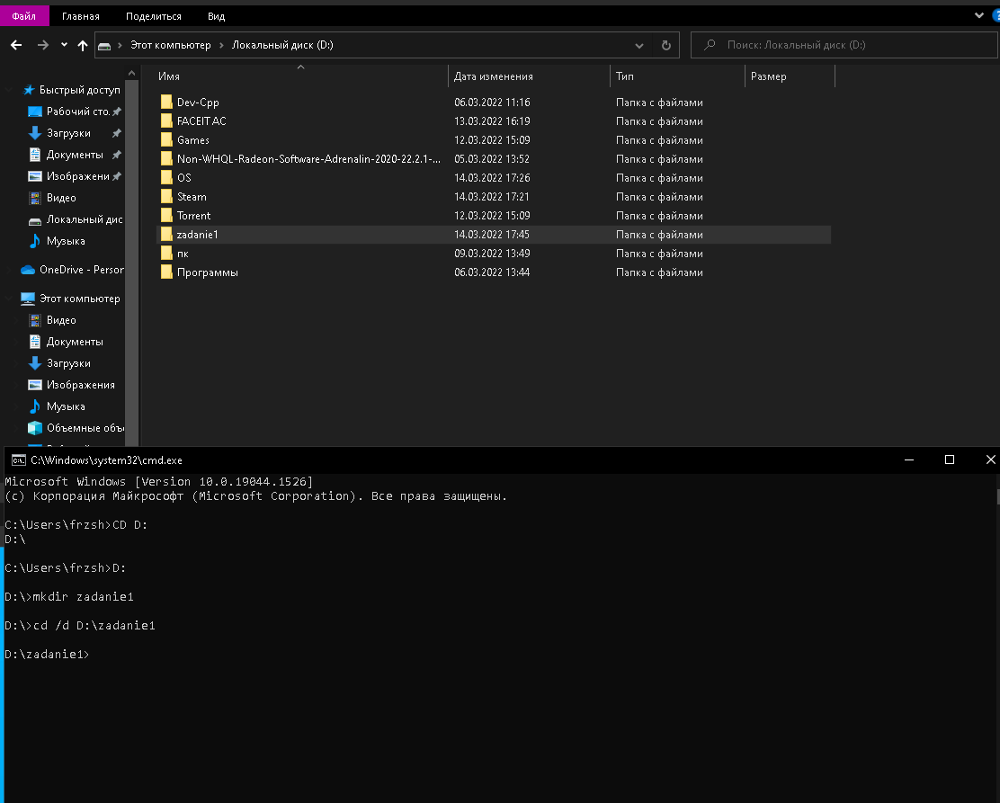 Файл Главная Поделиться Вид
Этот компьютер › Локальный диск (D:) Поиск: Локальный диск (D:)
Имя Дата изменения Тип Размер
Быстрый доступ
Рабочий сто.
Загрузки
Документы
Изображени
Видео
Локальный дис
Музыка
OneDrive - Person
Этот компьютер
Видео
Документы
Загрузки
Изображения
Музыка
Объемные объ
Dev-Cpp 06.03.2022 11:16 Папка с файлами
FACEIT AC 13.03.2022 16:19 Папка с файлами
Games 12.03.2022 15:09 Папка с файлами
Non-WHQL-Radeon-Software-Adrenalin-2020-22.2.1-... 05.03.2022 13:52 Папка с файлами
OS 14.03.2022 17:26 Папка с файлами
Steam 14.03.2022 17:21 Папка с файлами
Torrent 12.03.2022 15:09 Папка с файлами
zadanie1 14.03.2022 17:45 Папка с файлами
пк 09.03.2022 13:49 Папка с файлами
Программы 06.03.2022 13:44 Папка с файлами
C:\Windows\system32\cmd.exe
Microsoft Windows [Version 10.0.19044.1526]
(c) Корпорация Майкрософт (Microsoft Corporation). Все права защищены.
C:\Users\frzsh>CD D:
D:\
C:\Users\frzsh>D:
D:\>mkdir zadanie1
D:\>cd /d D:\zadanie1
D:\zadanie1>